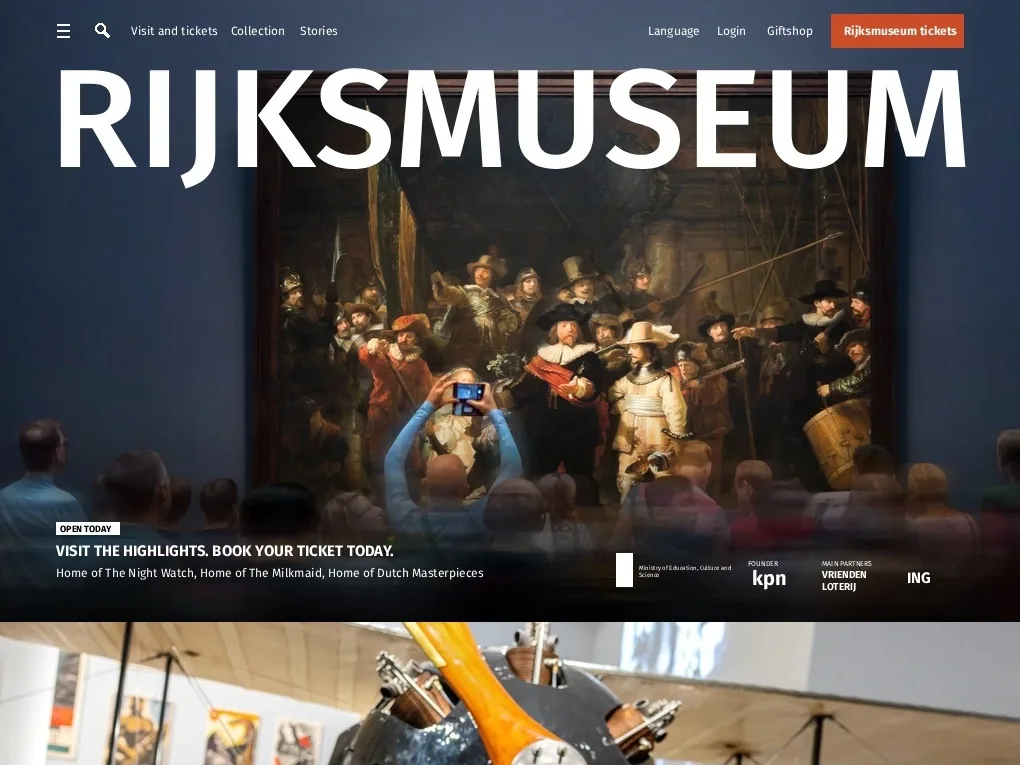 Visit and tickets
Collection
Stories
Language
Login
Giftshop
Rijksmuseum tickets
RIJKSMUSEUM
OPEN TODAY
VISIT THE HIGHLIGHTS. BOOK YOUR TICKET TODAY.
Home of The Night Watch, Home of The Milkmaid, Home of Dutch Masterpieces
Ministry of Education, Culture and
Science
FOUNDER
kpn
MAIN PARTNERS
VRIENDEN
LOTERIJ
ING